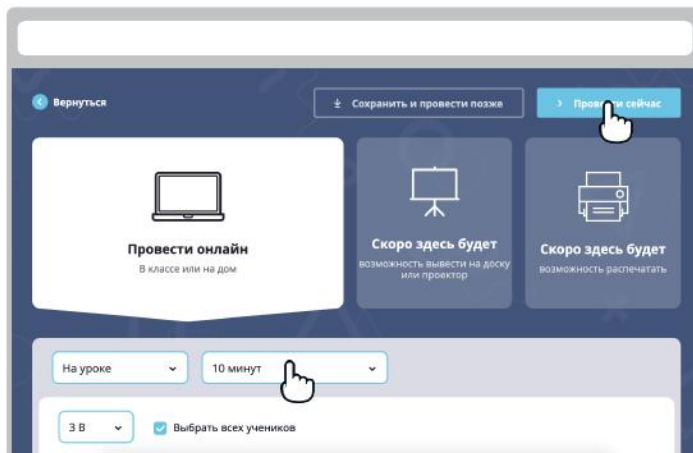 Вернуться
Сохранить и провести позже
Провести сейчас
Провести онлайн
В классе или на дом
Скоро здесь будет
возможность вывести на доску
или проектор
Скоро здесь будет
возможность распечатать
На уроке
10 минут
3 В
Выбрать всех учеников